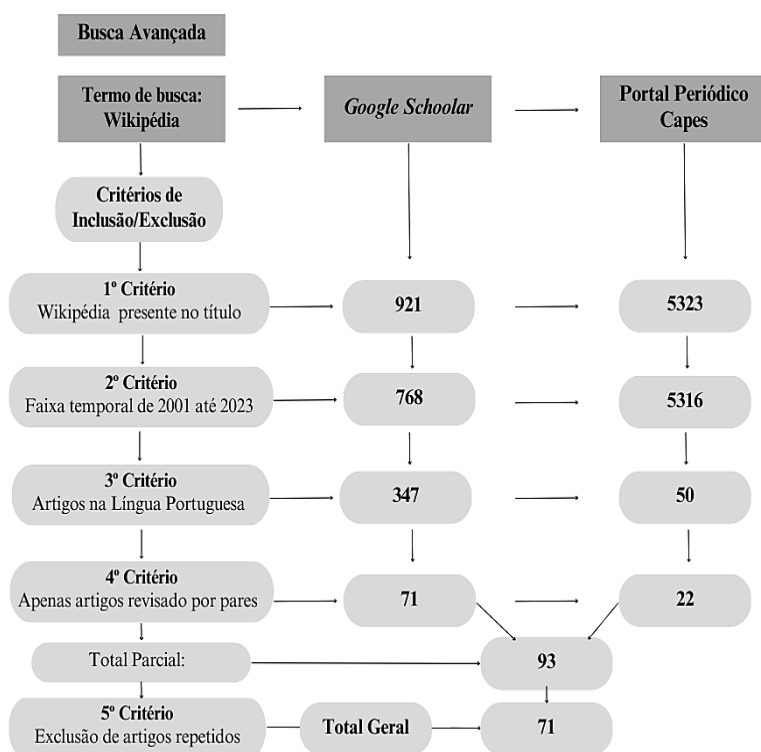 Busca Avançada
Termo de busca:
Wikipédia
Google Schoolar
Portal Periódico
Capes
Critérios de
Inclusão/Exclusão
1º Critério
Wikipédia presente no título
921
5323
2º Critério
Faixa temporal de 2001 até 2023
768
5316
3º Critério
Artigos na Língua Portuguesa
347
50
4º Critério
Apenas artigos revisado por pares
71
22
Total Parcial:
93
5º Critério
Exclusão de artigos repetidos
Total Geral
71